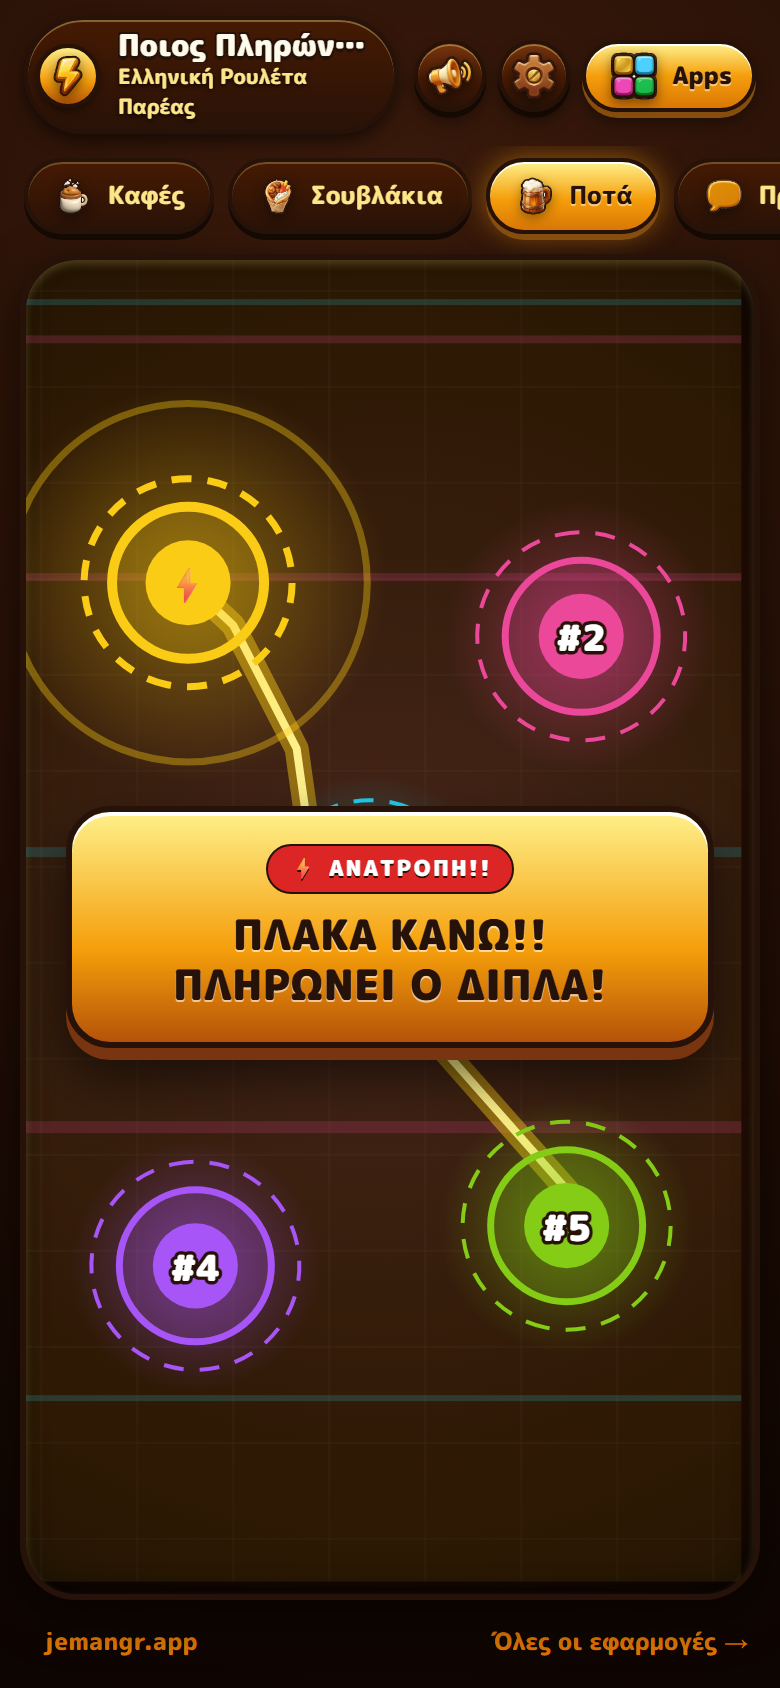 Ποιος Πληρών...
Ελληνική Ρουλέτα
Παρέας
Apps
Καφές
Σουβλάκια
Ποτά
Πρ
#2
ΑΝΑΤΡΟΠΗ!!
ΠΛΑΚΑ ΚΑΝΩ!!
ΠΛΗΡΩΝΕΙ Ο ΔΙΠΛΑ!
#4
#5
jemangr.app
Όλες οι εφαρμογές →